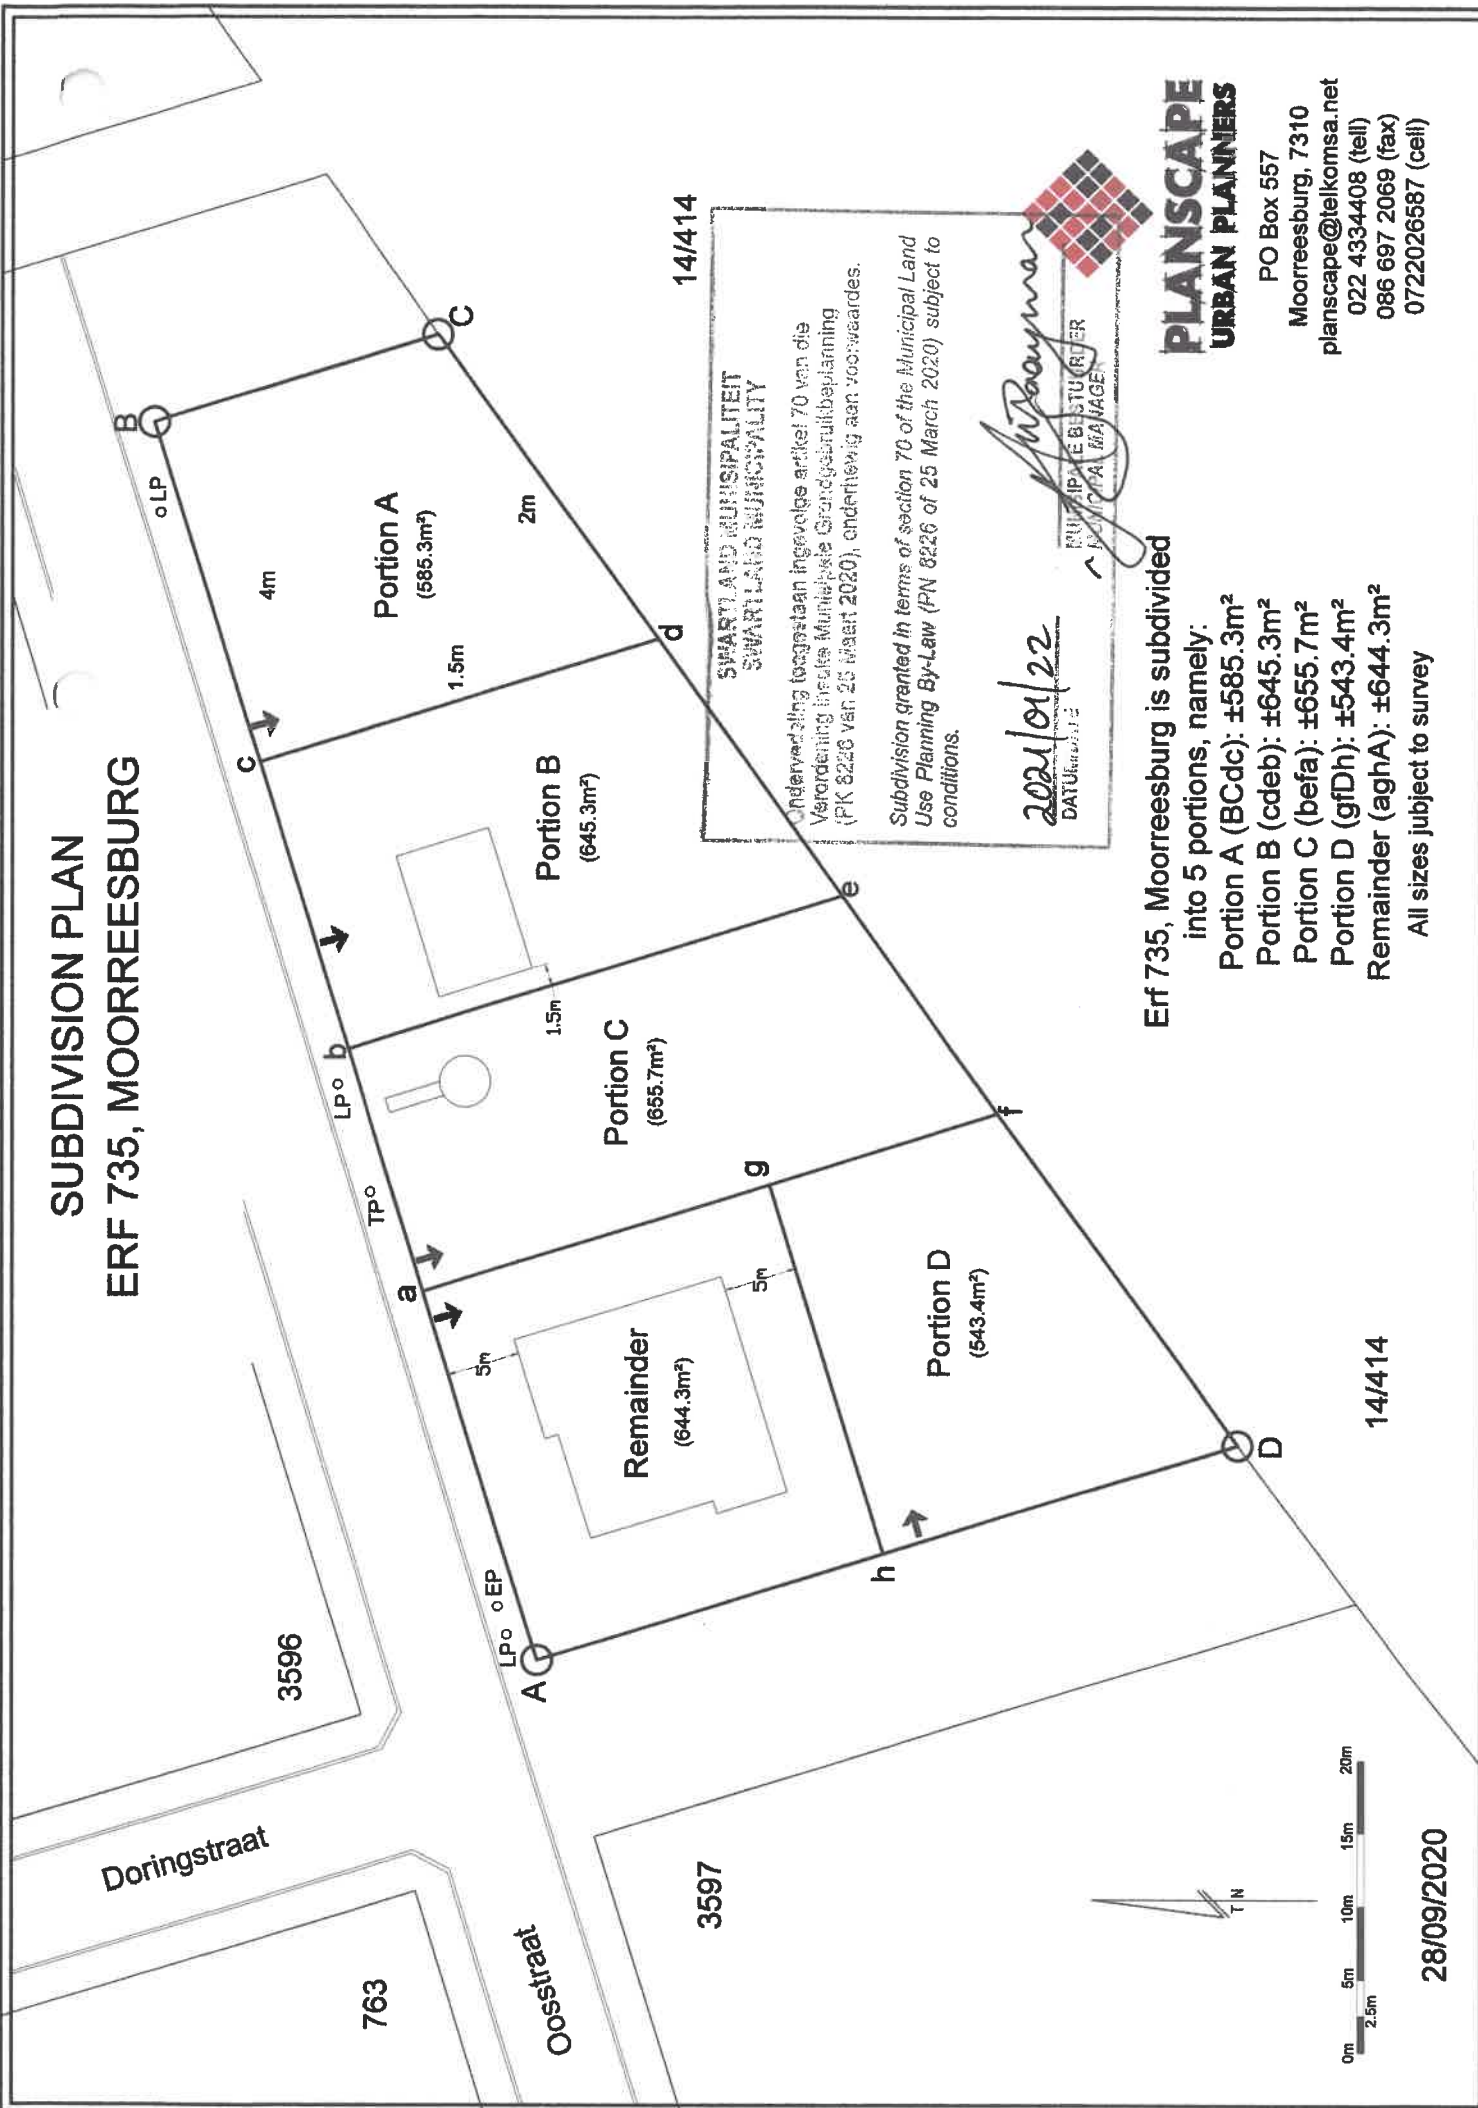 SUBDIVISION PLAN
ERF 735, MOORREESBURG
Doringstraat
Oosstraat
763
3596
3597
LP
EP
TP
LP
LP
A
a
b
c
B
C
d
e
f
g
h
D
4m
1.5m
2m
1.5m
5m
5m
Portion A
(585.3m²)
Portion B
(645.3m²)
Portion C
(655.7m²)
Remainder
(644.3m²)
Portion D
(543.4m²)
14/414
14/414
SWARTLAND MUNISIPALITEIT
SWARTLAND MUNICIPALITY
Onderverdeling toegestaan ingevolge artikel 70 van die
Verordening insake Munisipale Grondgebruikbeplanning
(PK 8226 van 25 Maart 2020), onderhewig aan voorwaardes.
Subdivision granted in terms of section 70 of the Municipal Land
Use Planning By-Law (PN 8226 of 25 March 2020) subject to
conditions.
2021/01/22
DATUM/DATE
MUNISIPALE BESTUURDER
MUNICIPAL MANAGER
Erf 735, Moorreesburg is subdivided
into 5 portions, namely:
Portion A (BCdc): ±585.3m²
Portion B (cdeb): ±645.3m²
Portion C (befa): ±655.7m²
Portion D (gfDh): ±543.4m²
Remainder (aghA): ±644.3m²
All sizes jubject to survey
PLANSCAPE
URBAN PLANNERS
PO Box 557
Moorreesburg, 7310
planscape@telkomsa.net
022 4334408 (tell)
086 697 2069 (fax)
0722026587 (cell)
T N
0m 2.5m 5m 10m 15m 20m
28/09/2020